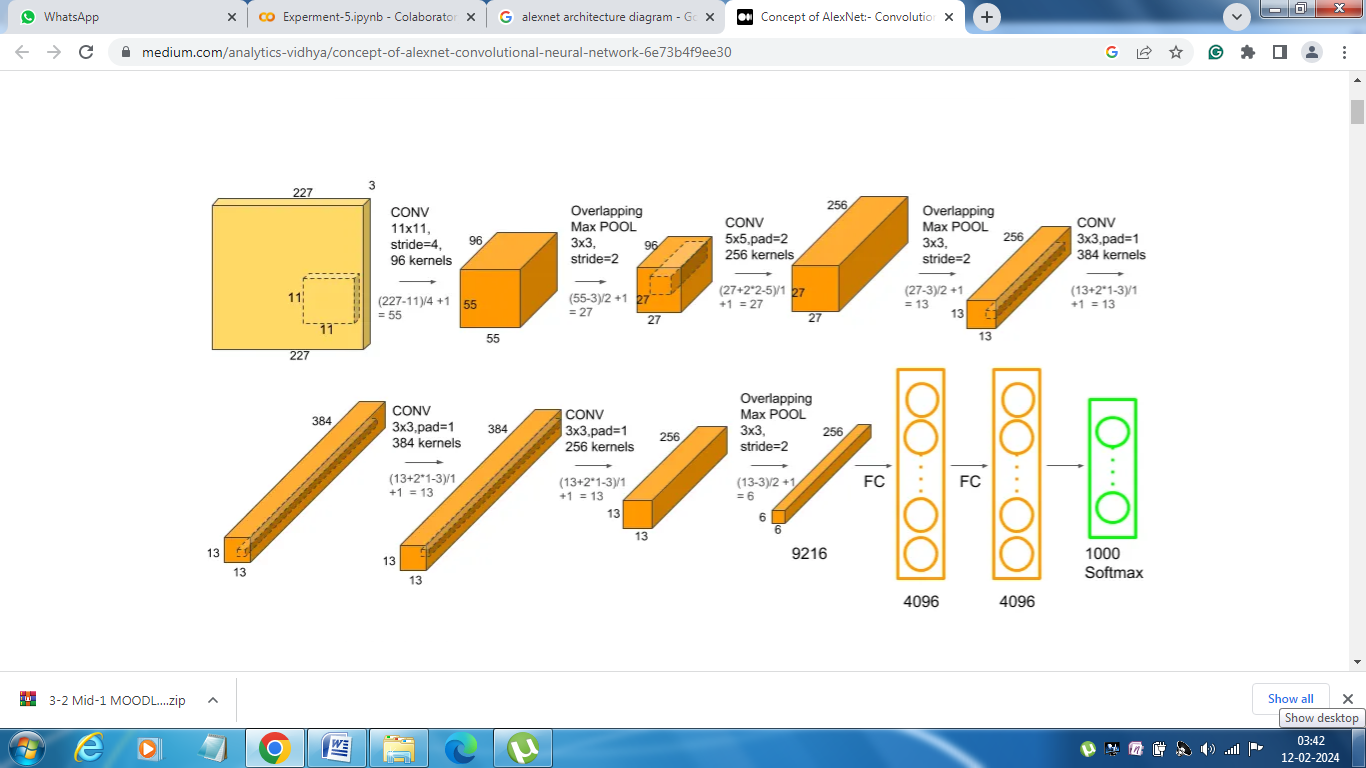 WhatsApp
Experment-5.ipynb - Colaborator
alexnet architecture diagram - Go
Concept of AlexNet:- Convolution
medium.com/analytics-vidhya/concept-of-alexnet-convolutional-neural-network-6e73b4f9ee30
227
3
11
11
227
CONV
11x11,
stride=4,
96 kernels
(227-11)/4 +1
= 55
96
55
55
Overlapping
Max POOL
3x3,
stride=2
(55-3)/2 +1
= 27
96
27
27
CONV
5x5,pad=2
256 kernels
(27+2*2-5)/1
+1 = 27
256
27
27
Overlapping
Max POOL
3x3,
stride=2
(27-3)/2 +1
= 13
256
13
13
CONV
3x3,pad=1
384 kernels
(13+2*1-3)/1
+1 = 13
384
13
13
CONV
3x3,pad=1
384 kernels
(13+2*1-3)/1
+1 = 13
384
13
13
CONV
3x3,pad=1
256 kernels
(13+2*1-3)/1
+1 = 13
256
13
13
Overlapping
Max POOL
3x3,
stride=2
(13-3)/2 +1
= 6
256
6
6
9216
FC
4096
FC
4096
1000
Softmax
3-2 Mid-1 MOODL....zip
Show all
Show desktop
03:42
12-02-2024